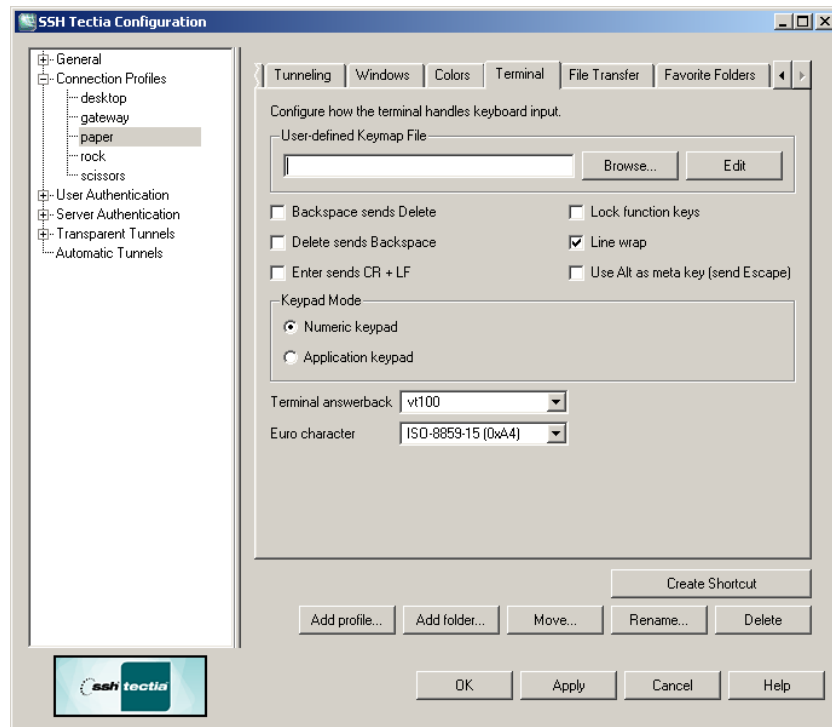 SSH Tectia Configuration
General
Connection Profiles
desktop
gateway
paper
rock
scissors
User Authentication
Server Authentication
Transparent Tunnels
Automatic Tunnels
Tunneling Windows Colors Terminal File Transfer Favorite Folders
Configure how the terminal handles keyboard input.
User-defined Keymap File
Browse... Edit
Backspace sends Delete Lock function keys
Delete sends Backspace Line wrap
Enter sends CR + LF Use Alt as meta key (send Escape)
Keypad Mode
Numeric keypad
Application keypad
Terminal answerback vt100
Euro character ISO-8859-15 (0xA4)
Create Shortcut
Add profile... Add folder... Move... Rename... Delete
ssh tectia
OK Apply Cancel Help